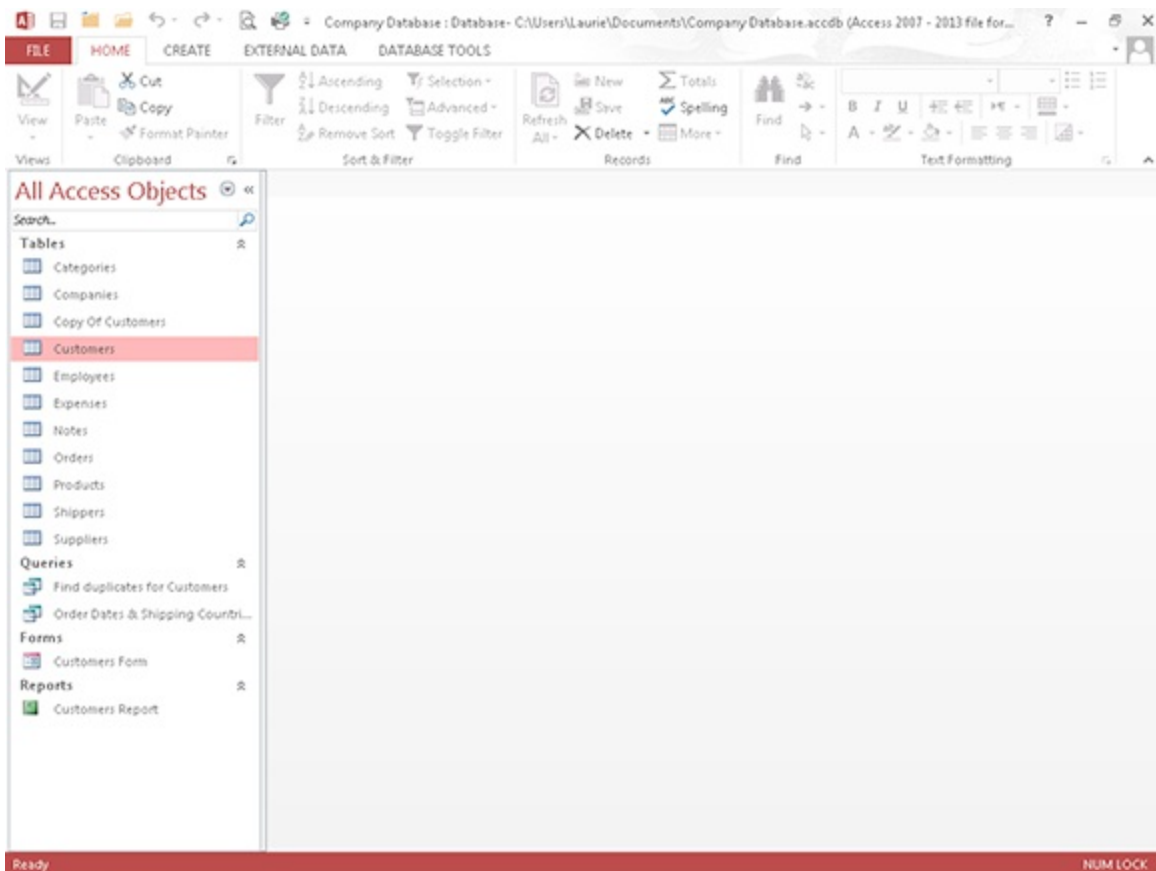 Company Database : Database- C:\Users\Laurie\Documents\Company Database.accdb (Access 2007 - 2013 file for... ?
FILE HOME CREATE EXTERNAL DATA DATABASE TOOLS
Cut Ascending Selection New Totals
View Paste Copy Filter Descending Advanced Refresh All Save Spelling Find B I U
Format Painter Remove Sort Toggle Filter Delete More A
Views Clipboard Sort & Filter Records Find Text Formatting
All Access Objects
Search...
Tables
Categories
Companies
Copy Of Customers
Customers
Employees
Expenses
Notes
Orders
Products
Shippers
Suppliers
Queries
Find duplicates for Customers
Order Dates & Shipping Countri...
Forms
Customers Form
Reports
Customers Report
Ready NUM LOCK